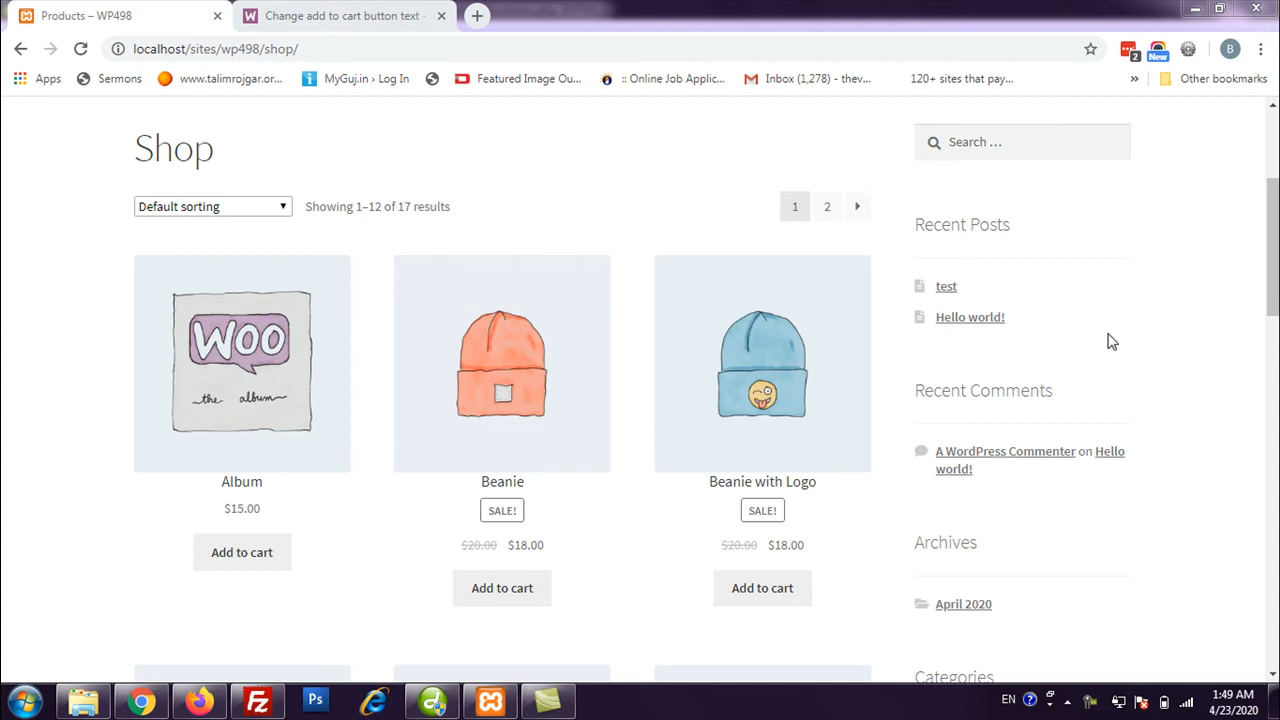 Products – WP498
Change add to cart button text -
localhost/sites/wp498/shop/
2
New
B
Apps
Sermons
www.talimrojgar.or...
MyGuj.in › Log In
Featured Image Ou...
:: Online Job Applic...
Inbox (1,278) - thev...
120+ sites that pay...
»
Other bookmarks
Shop
Search …
Default sorting
Showing 1–12 of 17 results
1
2
Recent Posts
test
Hello world!
WOO
the album
Recent Comments
A WordPress Commenter on Hello
world!
Album
Beanie
Beanie with Logo
$15.00
SALE!
SALE!
$20.00 $18.00
$20.00 $18.00
Add to cart
Add to cart
Add to cart
Archives
April 2020
Categories
Fz
Ps
EN
1:49 AM
4/23/2020